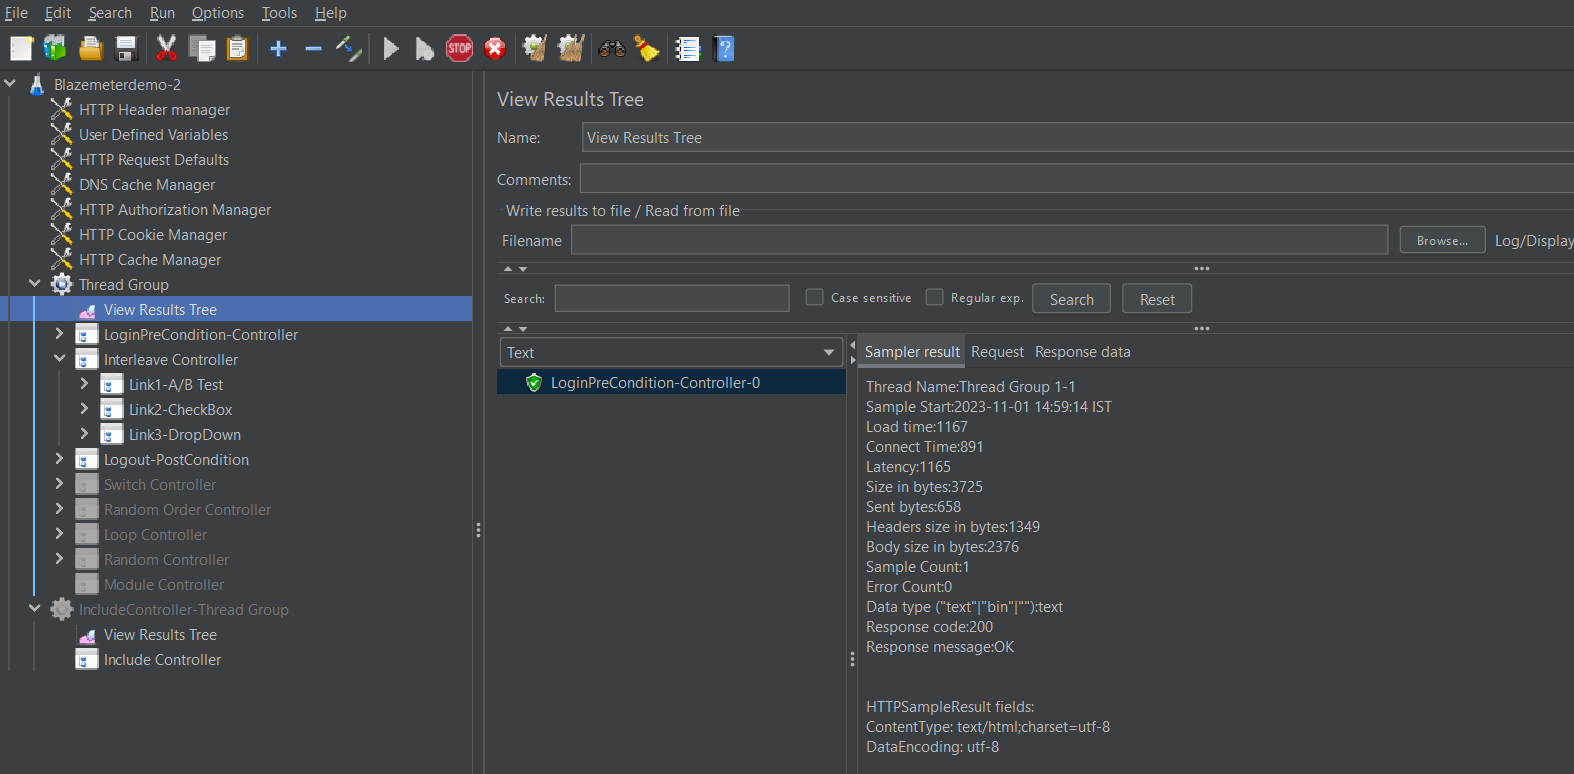 File Edit Search Run Options Tools Help
STOP
?
Blazemeterdemo-2
HTTP Header manager
User Defined Variables
HTTP Request Defaults
DNS Cache Manager
HTTP Authorization Manager
HTTP Cookie Manager
HTTP Cache Manager
Thread Group
View Results Tree
LoginPreCondition-Controller
Interleave Controller
Link1-A/B Test
Link2-CheckBox
Link3-DropDown
Logout-PostCondition
Switch Controller
Random Order Controller
Loop Controller
Random Controller
Module Controller
IncludeController-Thread Group
View Results Tree
Include Controller
View Results Tree
Name: View Results Tree
Comments:
Write results to file / Read from file
Filename Browse... Log/Display
Search: Case sensitive Regular exp. Search Reset
Text
LoginPreCondition-Controller-0
Sampler result Request Response data
Thread Name:Thread Group 1-1
Sample Start:2023-11-01 14:59:14 IST
Load time:1167
Connect Time:891
Latency:1165
Size in bytes:3725
Sent bytes:658
Headers size in bytes:1349
Body size in bytes:2376
Sample Count:1
Error Count:0
Data type ("text"|"bin"|""):text
Response code:200
Response message:OK
HTTPSampleResult fields:
ContentType: text/html;charset=utf-8
DataEncoding: utf-8